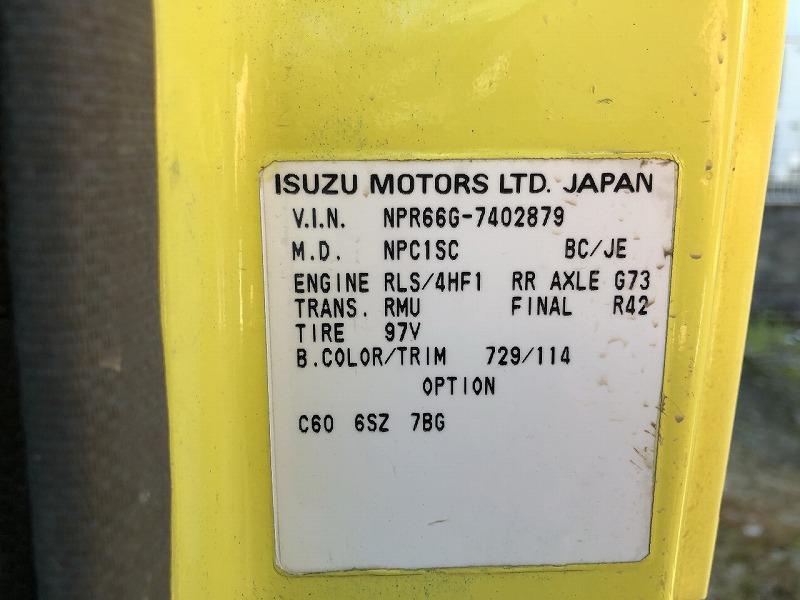 ISUZU MOTORS LTD. JAPAN
V.I.N. NPR66G-7402879
M.D. NPC1SC BC/JE
ENGINE RLS/4HF1 RR AXLE G73
TRANS. RMU FINAL R42
TIRE 97V
B.COLOR/TRIM 729/114
OPTION
C60 6SZ 7BG